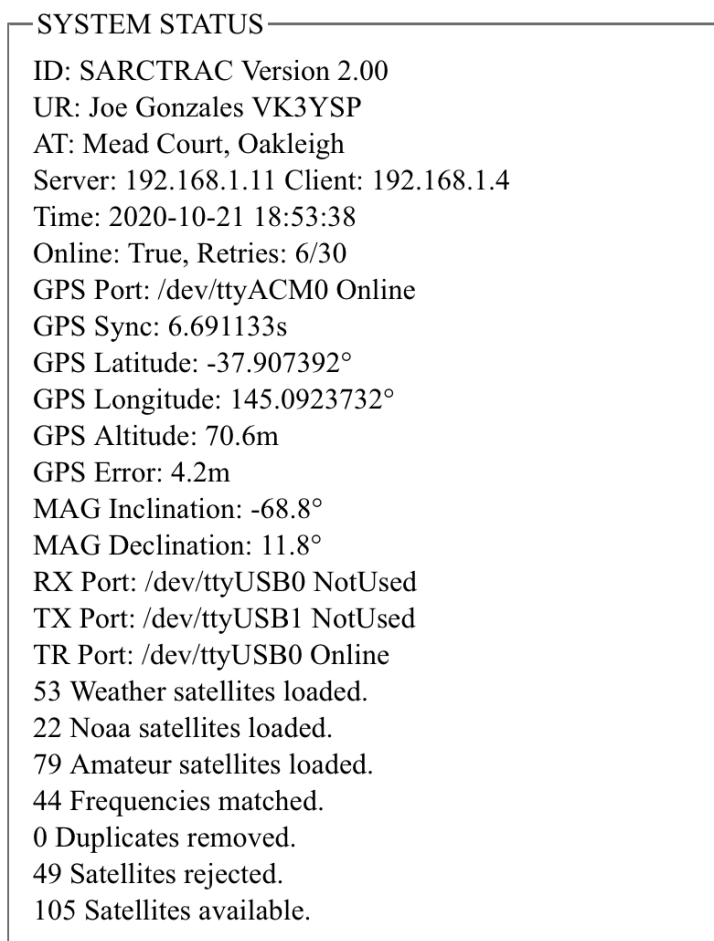 SYSTEM STATUS
ID: SARCTRAC Version 2.00
UR: Joe Gonzales VK3YSP
AT: Mead Court, Oakleigh
Server: 192.168.1.11 Client: 192.168.1.4
Time: 2020-10-21 18:53:38
Online: True, Retries: 6/30
GPS Port: /dev/ttyACM0 Online
GPS Sync: 6.691133s
GPS Latitude: -37.907392°
GPS Longitude: 145.0923732°
GPS Altitude: 70.6m
GPS Error: 4.2m
MAG Inclination: -68.8°
MAG Declination: 11.8°
RX Port: /dev/ttyUSB0 NotUsed
TX Port: /dev/ttyUSB1 NotUsed
TR Port: /dev/ttyUSB0 Online
53 Weather satellites loaded.
22 Noaa satellites loaded.
79 Amateur satellites loaded.
44 Frequencies matched.
0 Duplicates removed.
49 Satellites rejected.
105 Satellites available.